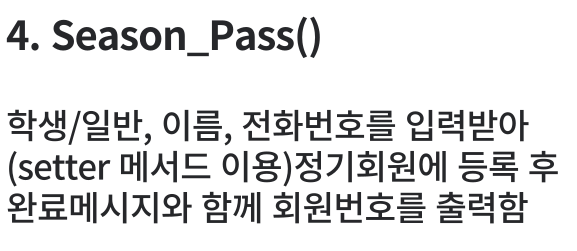 4. Season_Pass()
학생/일반, 이름, 전화번호를 입력받아
(setter 메서드 이용)정기회원에 등록 후
완료메시지와 함께 회원번호를 출력함